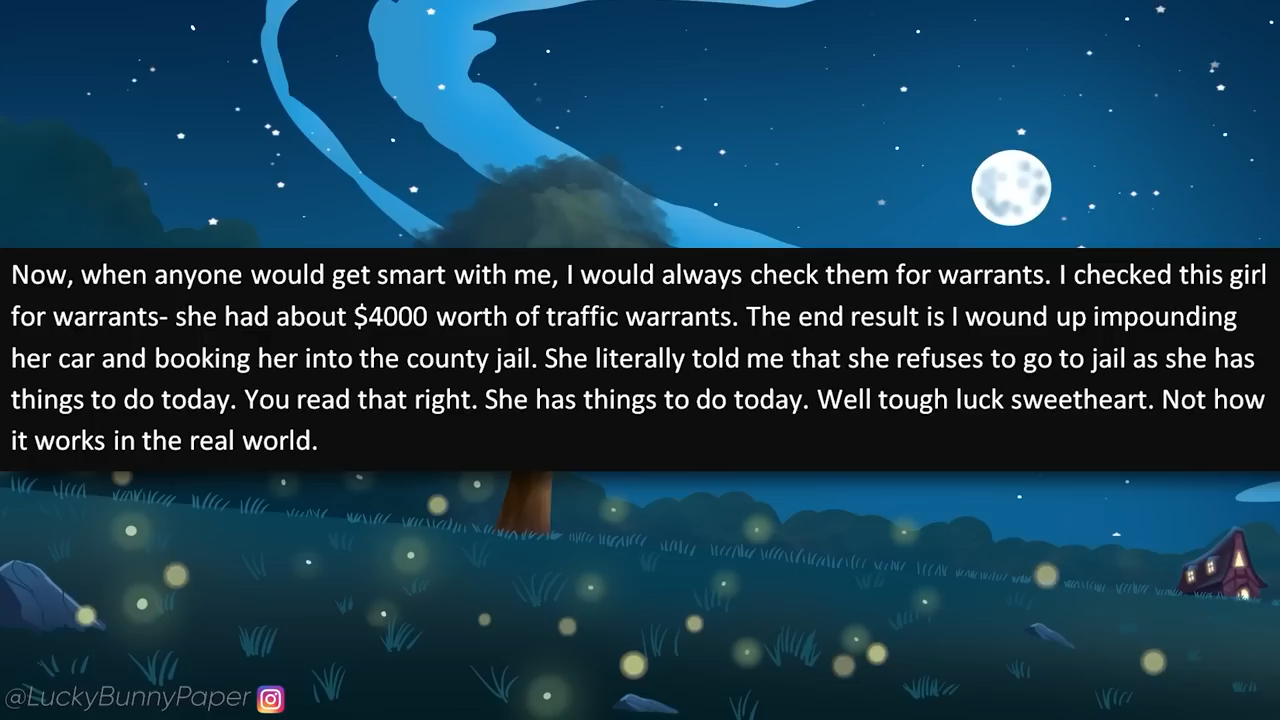 Now, when anyone would get smart with me, I would always check them for warrants. I checked this girl
for warrants- she had about $4000 worth of traffic warrants. The end result is I wound up impounding
her car and booking her into the county jail. She literally told me that she refuses to go to jail as she has
things to do today. You read that right. She has things to do today. Well tough luck sweetheart. Not how
it works in the real world.
@LuckyBunnyPaper